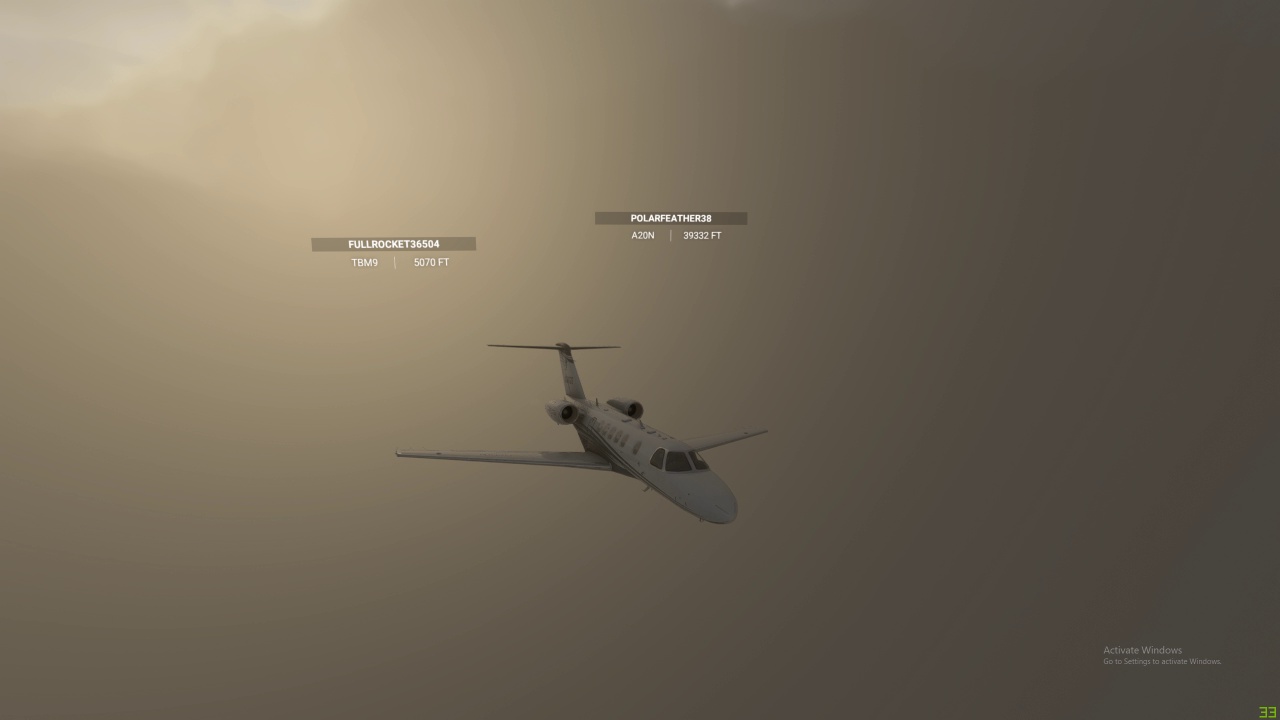 POLARFEATHER38
A20N | 39332 FT
FULLROCKET36504
TBM9 | 5070 FT
Activate Windows
Go to Settings to activate Windows.
33